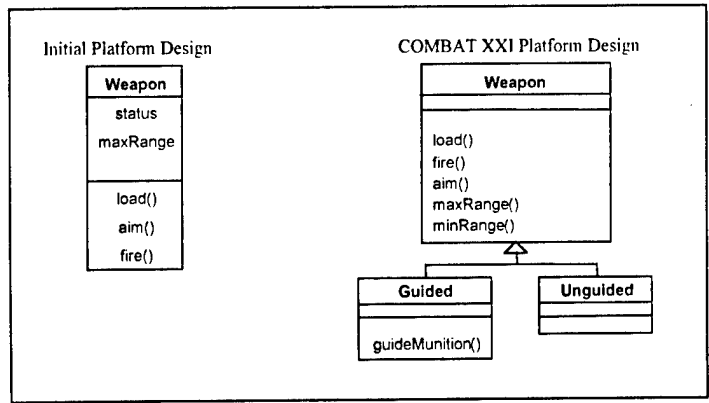 Initial Platform Design
Weapon
status
maxRange
load()
aim()
fire()
COMBAT XXI Platform Design
Weapon
load()
fire()
aim()
maxRange()
minRange()
Guided
guideMunition()
Unguided